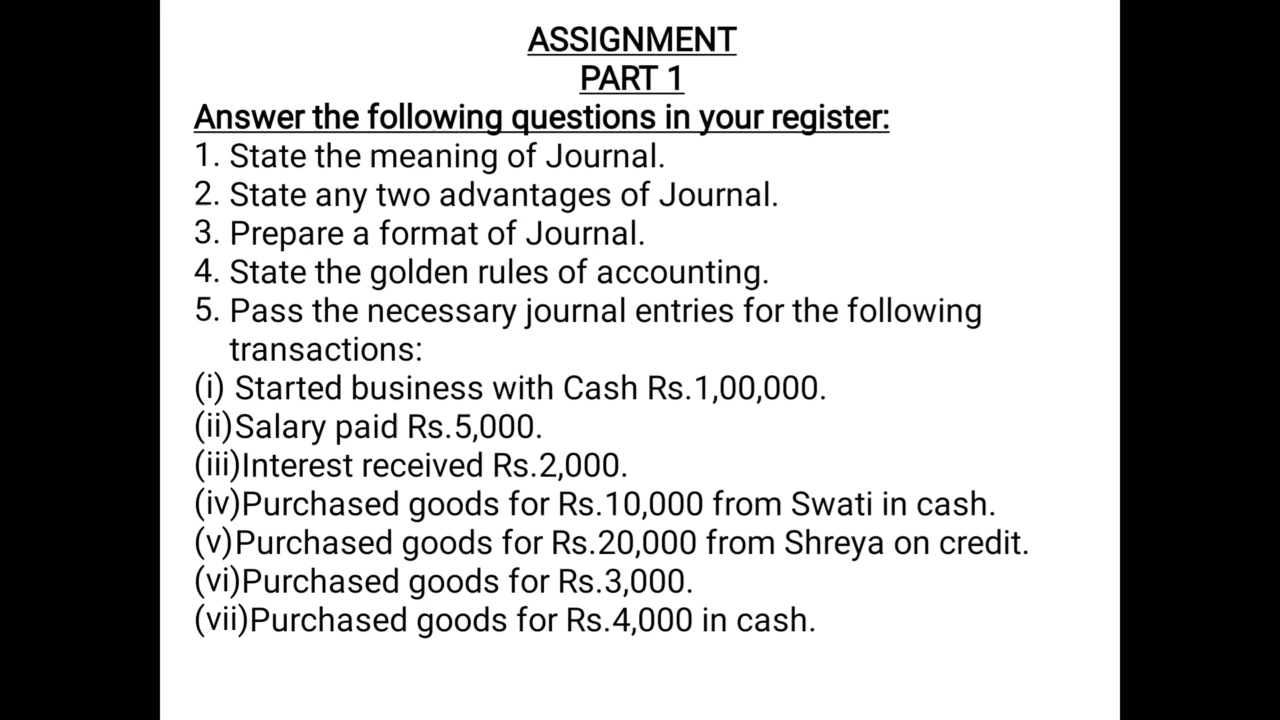 ASSIGNMENT
PART 1
Answer the following questions in your register:
1. State the meaning of Journal.
2. State any two advantages of Journal.
3. Prepare a format of Journal.
4. State the golden rules of accounting.
5. Pass the necessary journal entries for the following
transactions:
(i) Started business with Cash Rs.1,00,000.
(ii)Salary paid Rs.5,000.
(iii)Interest received Rs.2,000.
(iv)Purchased goods for Rs.10,000 from Swati in cash.
(v)Purchased goods for Rs.20,000 from Shreya on credit.
(vi)Purchased goods for Rs.3,000.
(vii)Purchased goods for Rs.4,000 in cash.